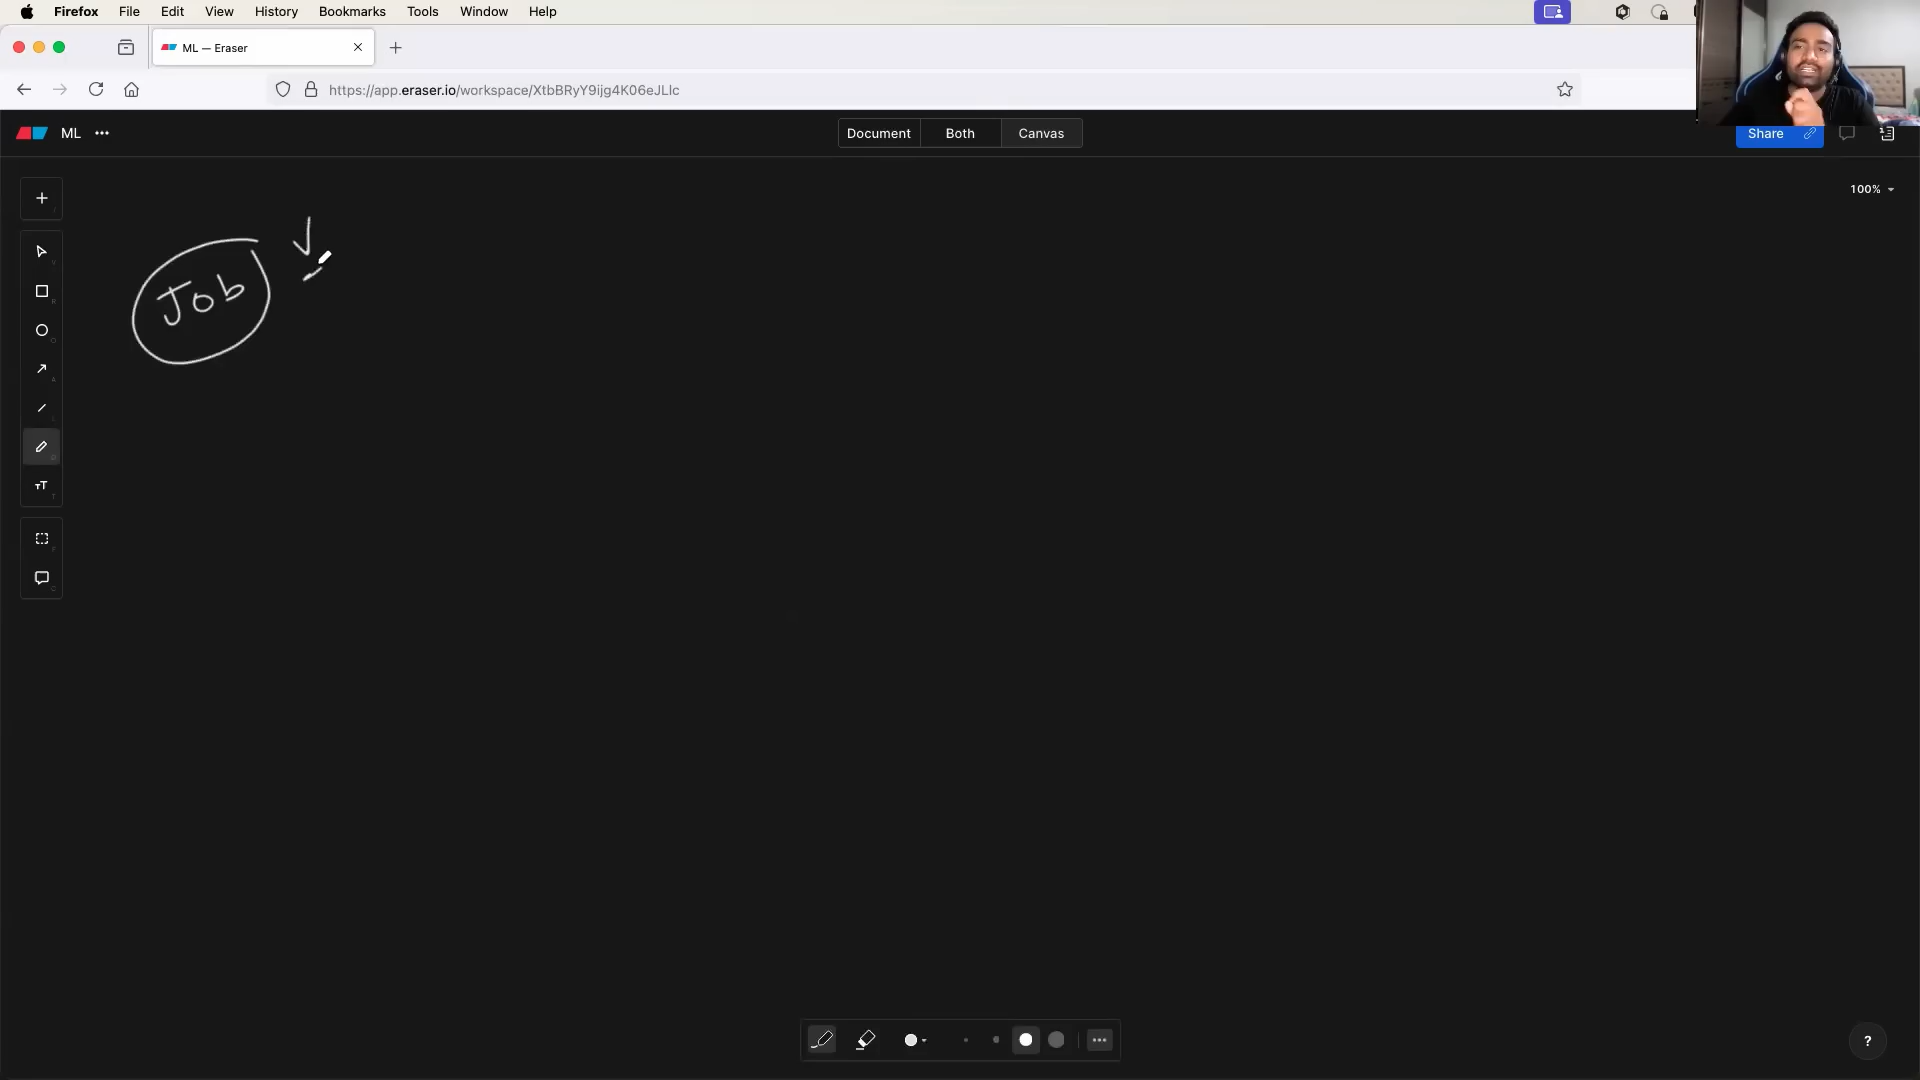 Firefox File Edit View History Bookmarks Tools Window Help
ML — Eraser
https://app.eraser.io/workspace/XtbBRyY9ijg4K06eJLlc
ML Document Both Canvas Share
100%
Job
?